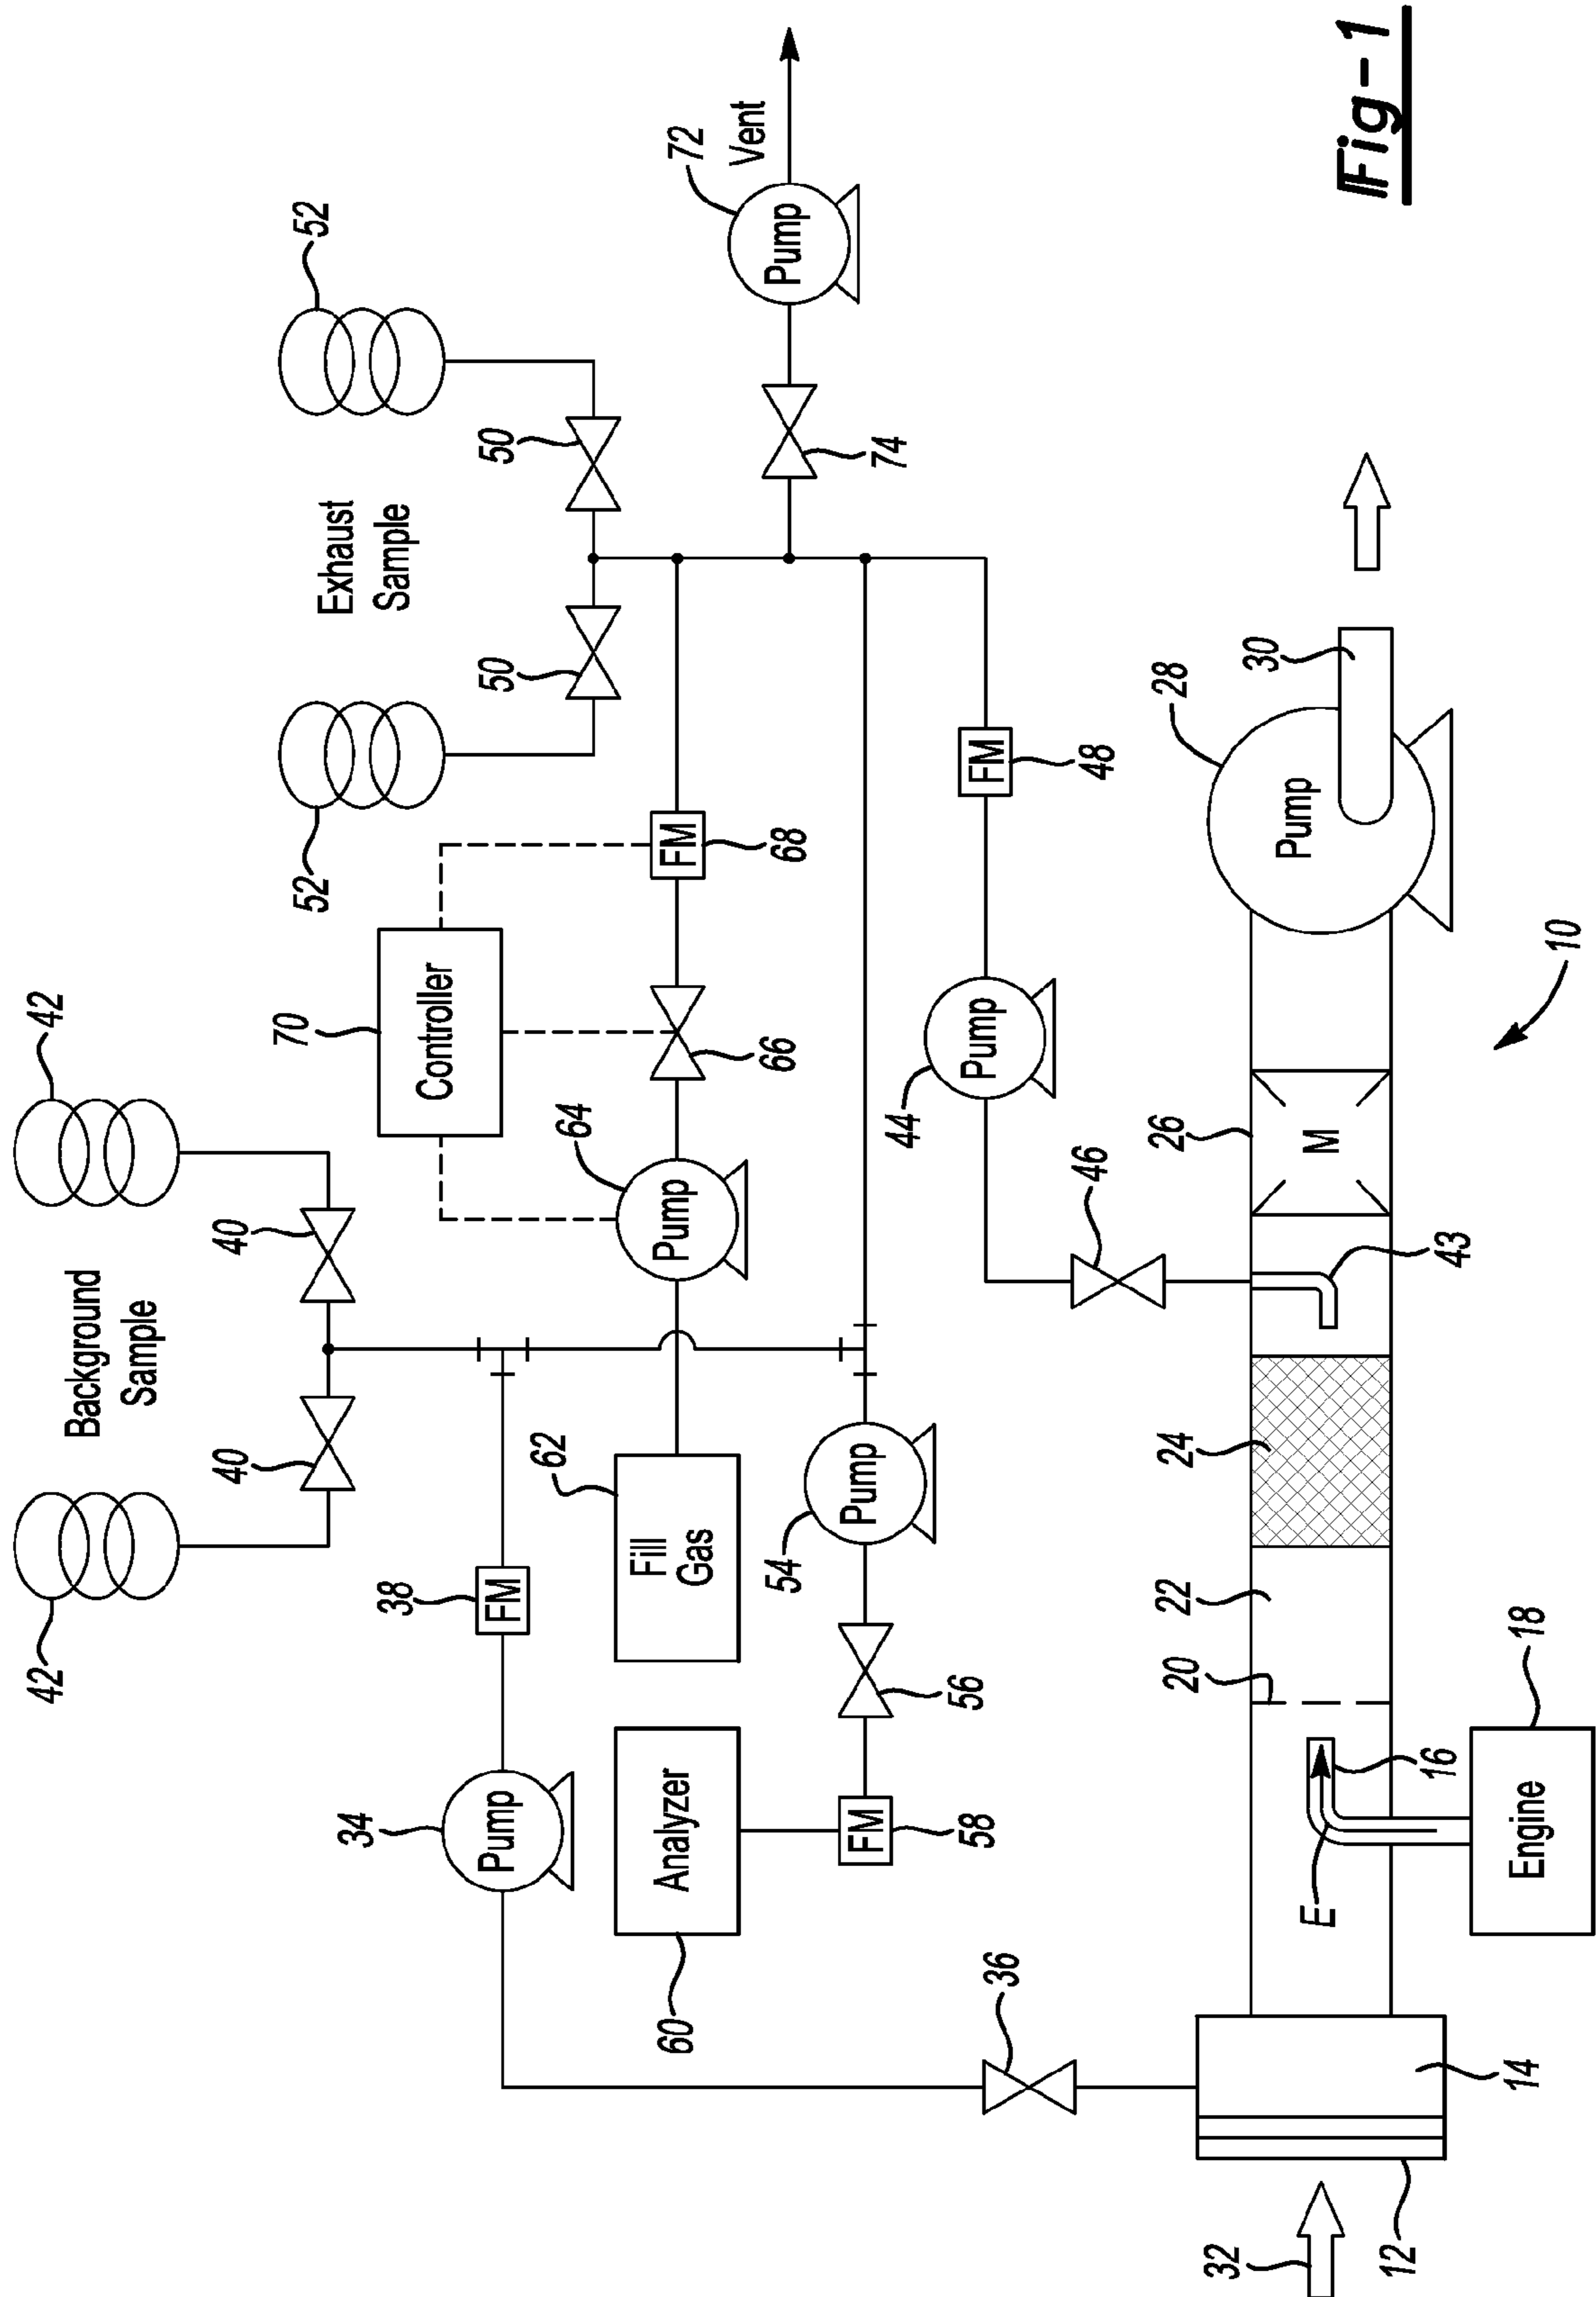 42
42
Background
Sample
40
40
52
52
Exhaust
Sample
50
50
70
Controller
34
Pump
38
FM
62
Fill
Gas
64
Pump
66
68
FM
72
Pump
Vent
74
60
Analyzer
58
FM
56
54
Pump
44
Pump
48
FM
36
46
32
12
14
E
16
18
Engine
20
22
24
43
26
M
28
Pump
30
10
Fig-1